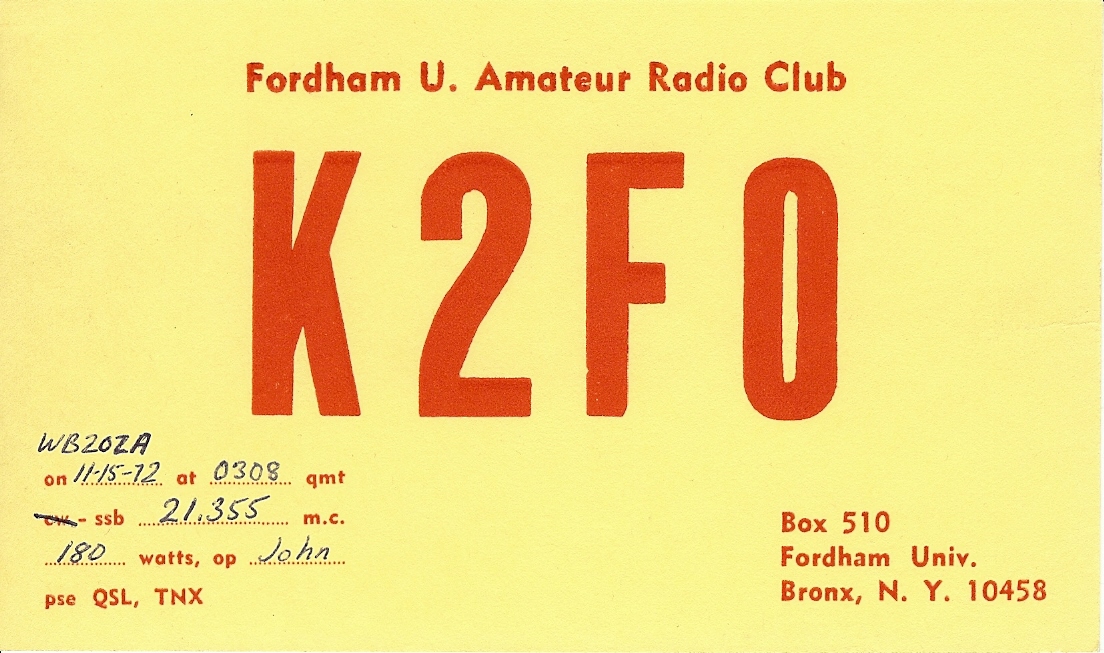 Fordham U. Amateur Radio Club
K2FO
WB2OZA
on 11-15-72 at 0308 qmt
cw - ssb 21.355 m.c.
180 watts, op John
pse QSL, TNX
Box 510
Fordham Univ.
Bronx, N. Y. 10458